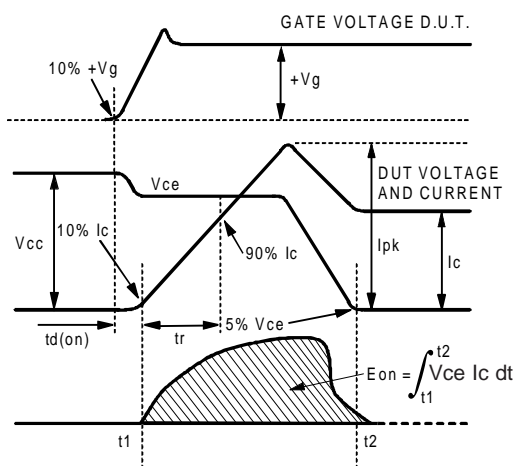 GATE VOLTAGE D.U.T.
10% +Vg
+Vg
Vce
DUT VOLTAGE
AND CURRENT
Vcc
10% Ic
90% Ic
Ipk
Ic
td(on)
tr
5% Vce
Eon = ∫ Vce Ic dt
t2
t1
t1
t2